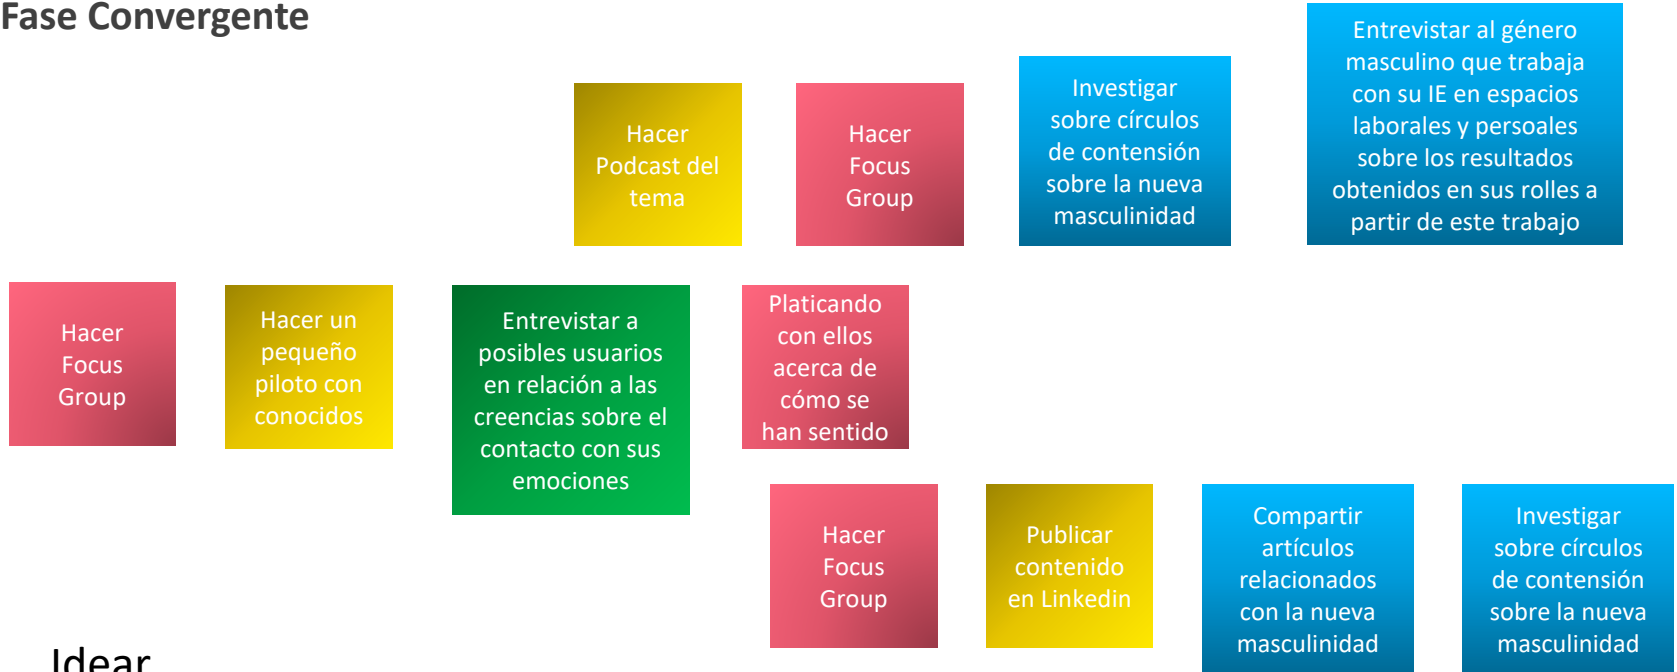 Fase Convergente
Hacer
Podcast del
tema
Hacer
Focus
Group
Investigar
sobre círculos
de contensión
sobre la nueva
masculinidad
Entrevistar al género
masculino que trabaja
con su IE en espacios
laborales y persoales
sobre los resultados
obtenidos en sus rolles a
partir de este trabajo
Hacer
Focus
Group
Hacer un
pequeño
piloto con
conocidos
Entrevistar a
posibles usuarios
en relación a las
creencias sobre el
contacto con sus
emociones
Platicando
con ellos
acerca de
cómo se
han sentido
Hacer
Focus
Group
Publicar
contenido
en Linkedin
Compartir
artículos
relacionados
con la nueva
masculinidad
Investigar
sobre círculos
de contensión
sobre la nueva
masculinidad
Idear